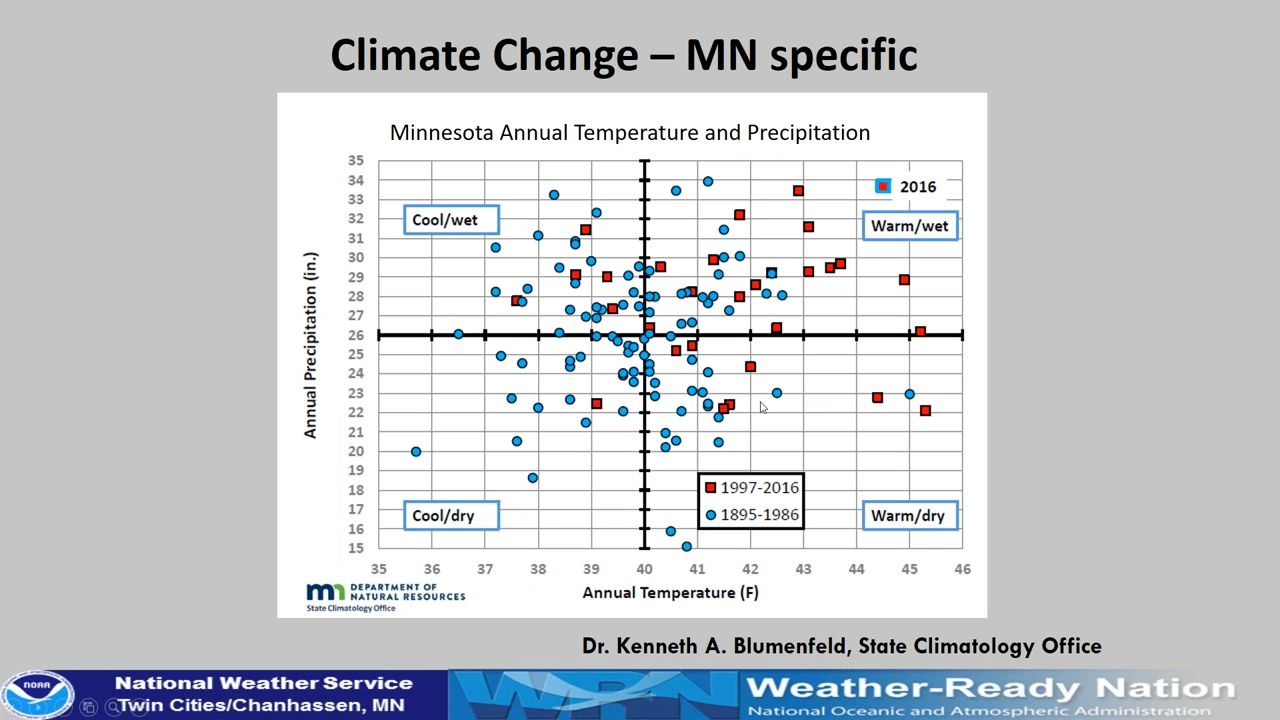 Climate Change – MN specific
Minnesota Annual Temperature and Precipitation
35
34
33
32
31
30
29
28
27
26
25
24
23
22
21
20
19
18
17
16
15
Annual Precipitation (in.)
2016
Cool/wet
Warm/wet
1997-2016
1895-1986
Cool/dry
Warm/dry
35 36 37 38 39 40 41 42 43 44 45 46
Annual Temperature (F)
mn DEPARTMENT OF
NATURAL RESOURCES
State Climatology Office
Dr. Kenneth A. Blumenfeld, State Climatology Office
NOAA
National Weather Service
Twin Cities/Chanhassen, MN
WRN
Weather-Ready Nation
National Oceanic and Atmospheric Administration